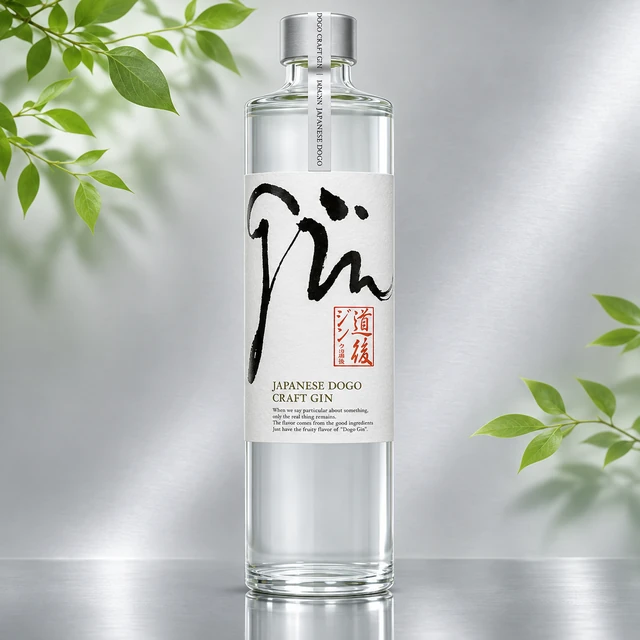 DOGO CRAFT GIN
JAPANESE DOGO
gin
道後
ジン
JAPANESE DOGO
CRAFT GIN
When we say particular about something,
only the real thing remains.
The flavor comes from the good ingredients
Just have the fruity flavor of "Dogo Gin".